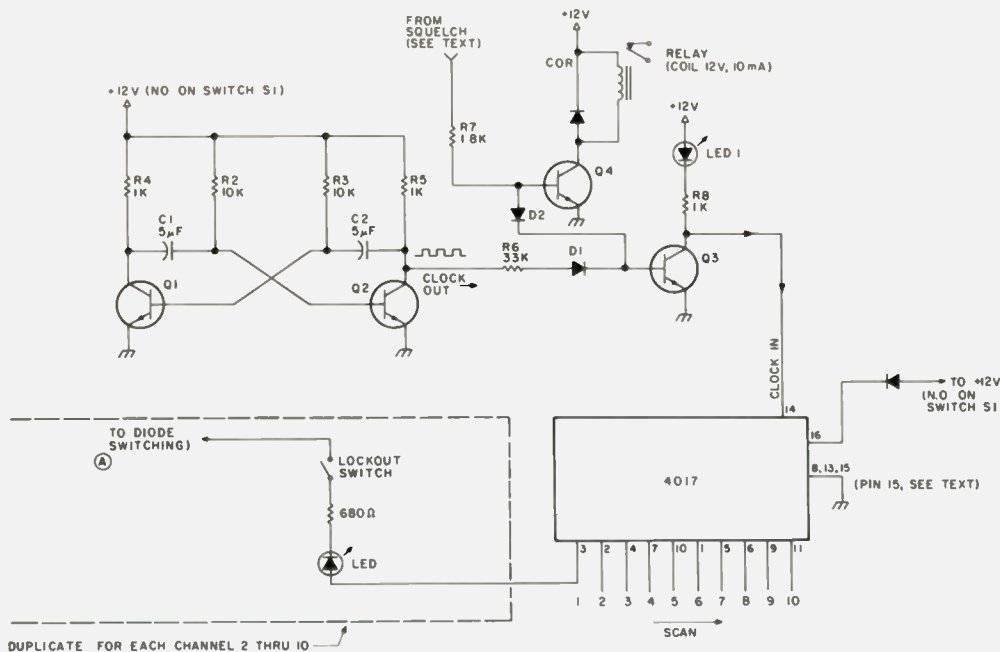 FROM
SQUELCH
(SEE TEXT)
+12V
COR
RELAY
(COIL 12V, 10mA)
+12V (NO ON SWITCH S1)
R7
1.8K
+12V
LED 1
R4
1K
R2
10K
R3
10K
R5
1K
Q4
R8
1K
C1
5µF
C2
5µF
D2
R6
33K
D1
Q3
Q1
Q2
CLOCK
OUT
CLOCK IN
TO +12V
(N.O ON
SWITCH S1)
14
16
TO DIODE
SWITCHING)
A
LOCKOUT
SWITCH
4017
8,13,15
(PIN 15, SEE TEXT)
680Ω
LED
3 2 4 7 10 1 5 6 9 11
1 2 3 4 5 6 7 8 9 10
SCAN
DUPLICATE FOR EACH CHANNEL 2 THRU 10